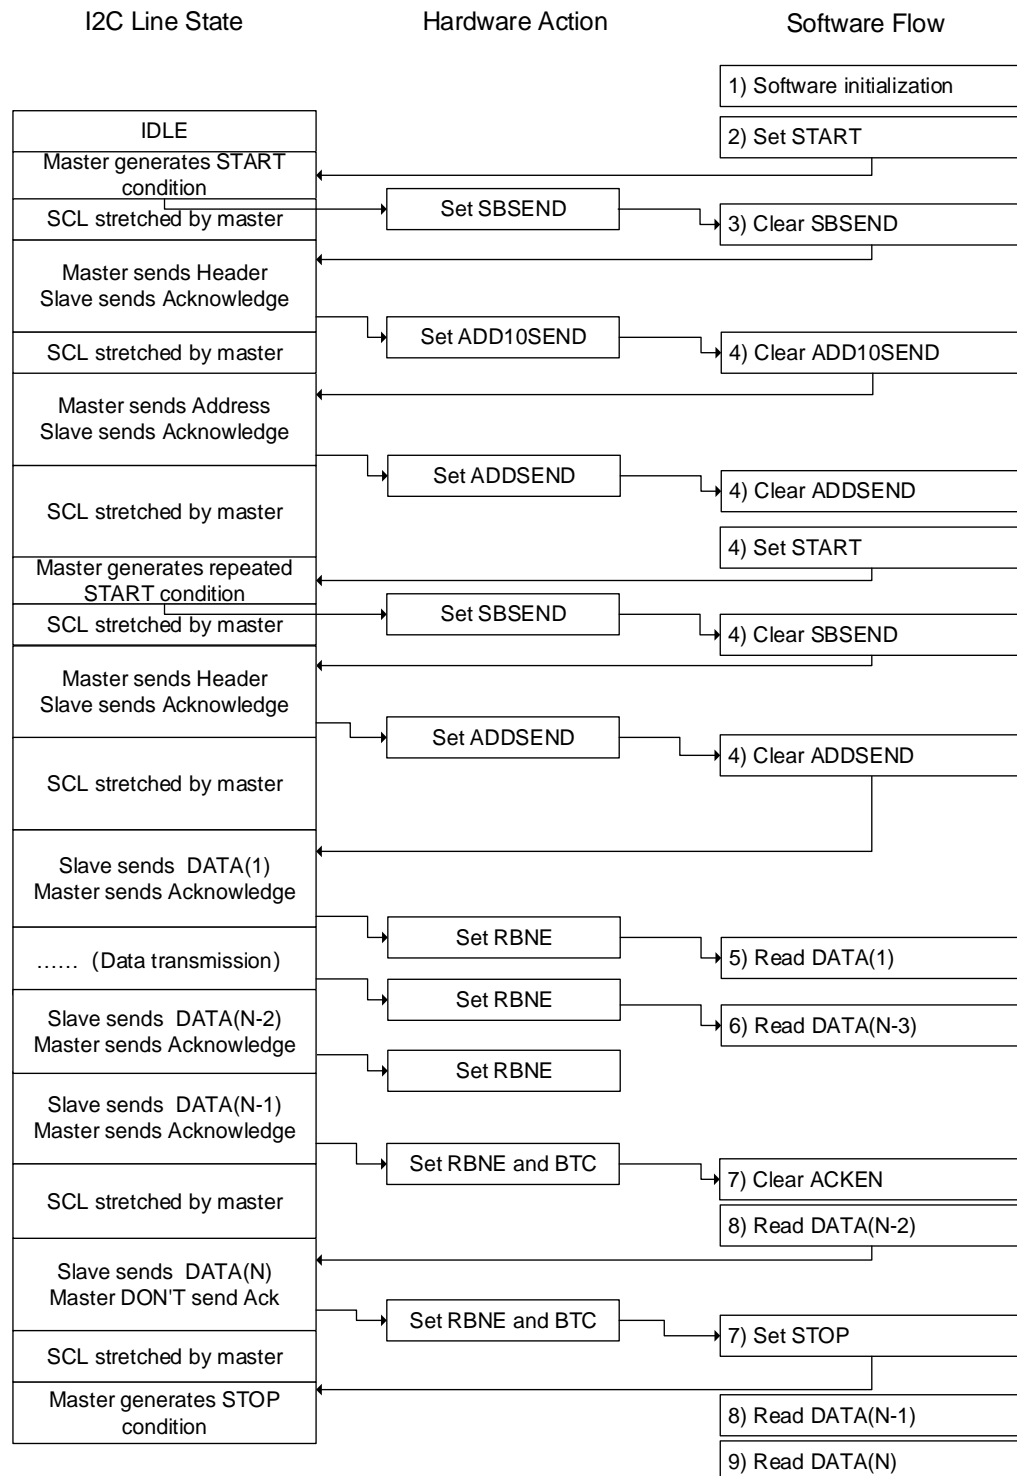 I2C Line State
Hardware Action
Software Flow
1) Software initialization
IDLE
2) Set START
Master generates START
condition
SCL stretched by master
Set SBSEND
3) Clear SBSEND
Master sends Header
Slave sends Acknowledge
SCL stretched by master
Set ADD10SEND
4) Clear ADD10SEND
Master sends Address
Slave sends Acknowledge
SCL stretched by master
Set ADDSEND
4) Clear ADDSEND
4) Set START
Master generates repeated
START condition
SCL stretched by master
Set SBSEND
4) Clear SBSEND
Master sends Header
Slave sends Acknowledge
SCL stretched by master
Set ADDSEND
4) Clear ADDSEND
Slave sends DATA(1)
Master sends Acknowledge
Set RBNE
5) Read DATA(1)
...... (Data transmission)
Set RBNE
6) Read DATA(N-3)
Slave sends DATA(N-2)
Master sends Acknowledge
Set RBNE
Slave sends DATA(N-1)
Master sends Acknowledge
Set RBNE and BTC
7) Clear ACKEN
SCL stretched by master
8) Read DATA(N-2)
Slave sends DATA(N)
Master DON'T send Ack
Set RBNE and BTC
7) Set STOP
SCL stretched by master
Master generates STOP
condition
8) Read DATA(N-1)
9) Read DATA(N)